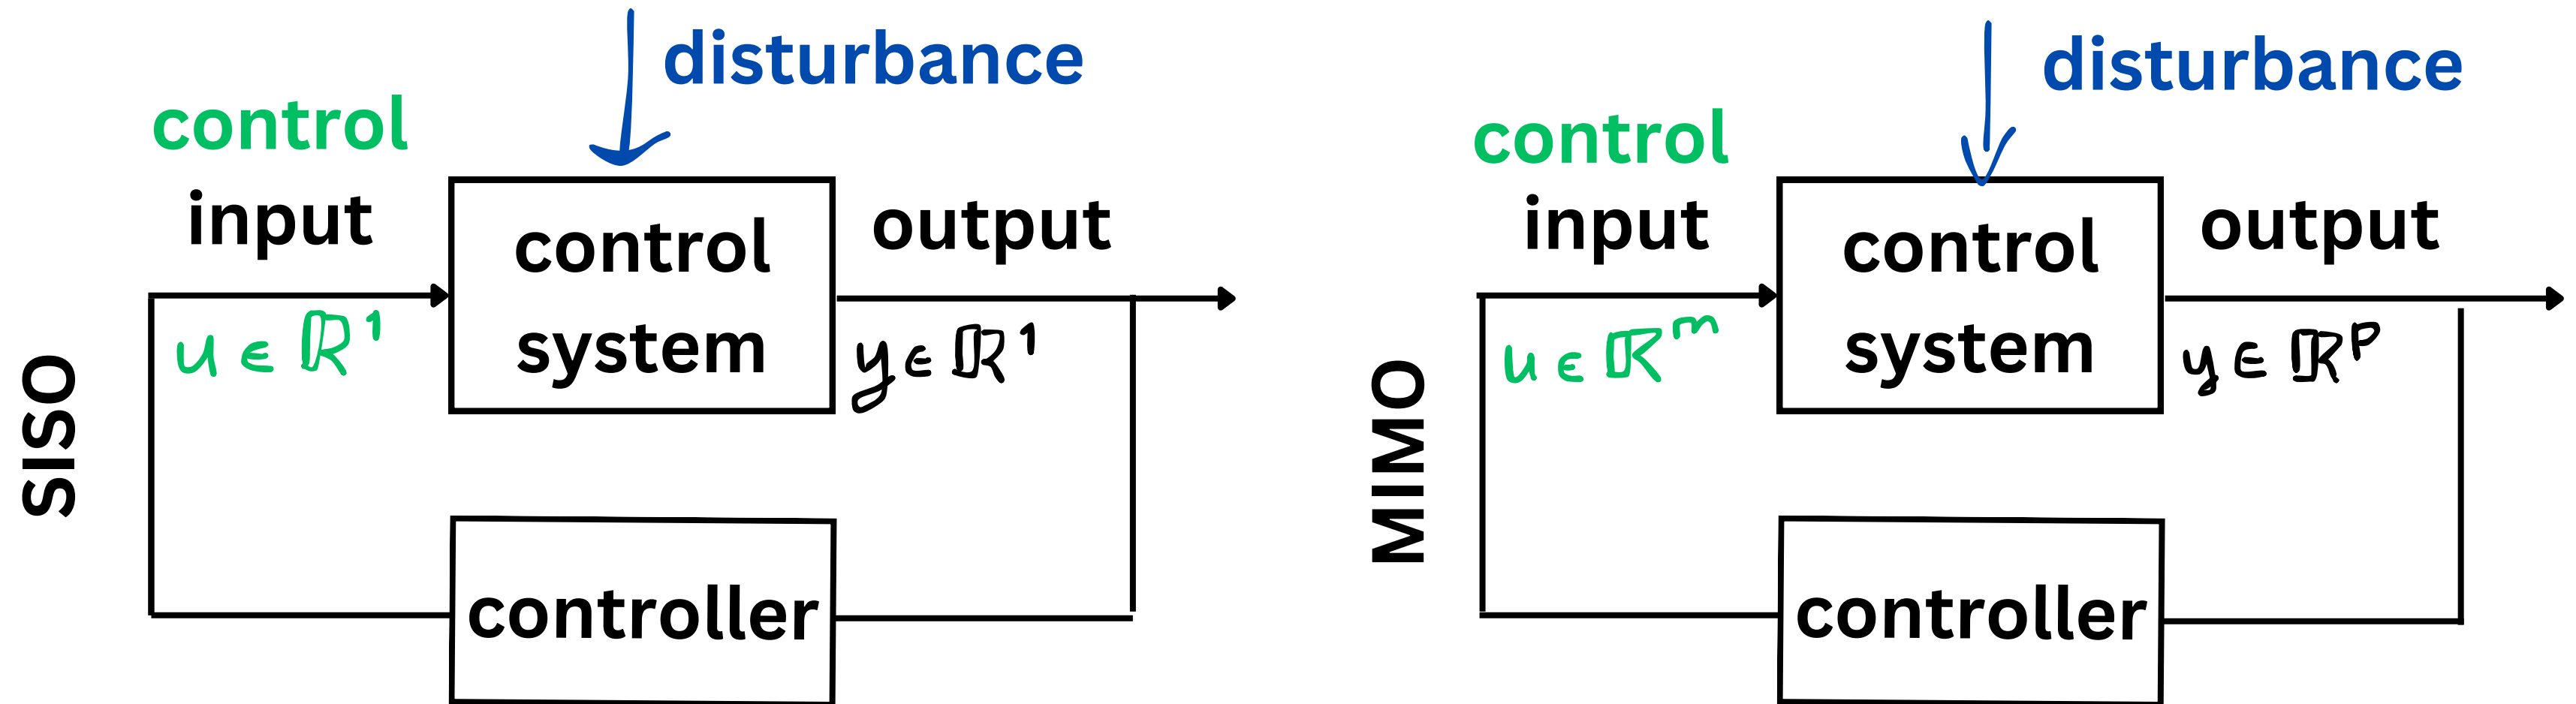 SISO
disturbance
control
input
control
system
output
u ∈ ℝ¹
y ∈ ℝ¹
controller
MIMO
disturbance
control
input
control
system
output
u ∈ ℝᵐ
y ∈ ℝᵖ
controller